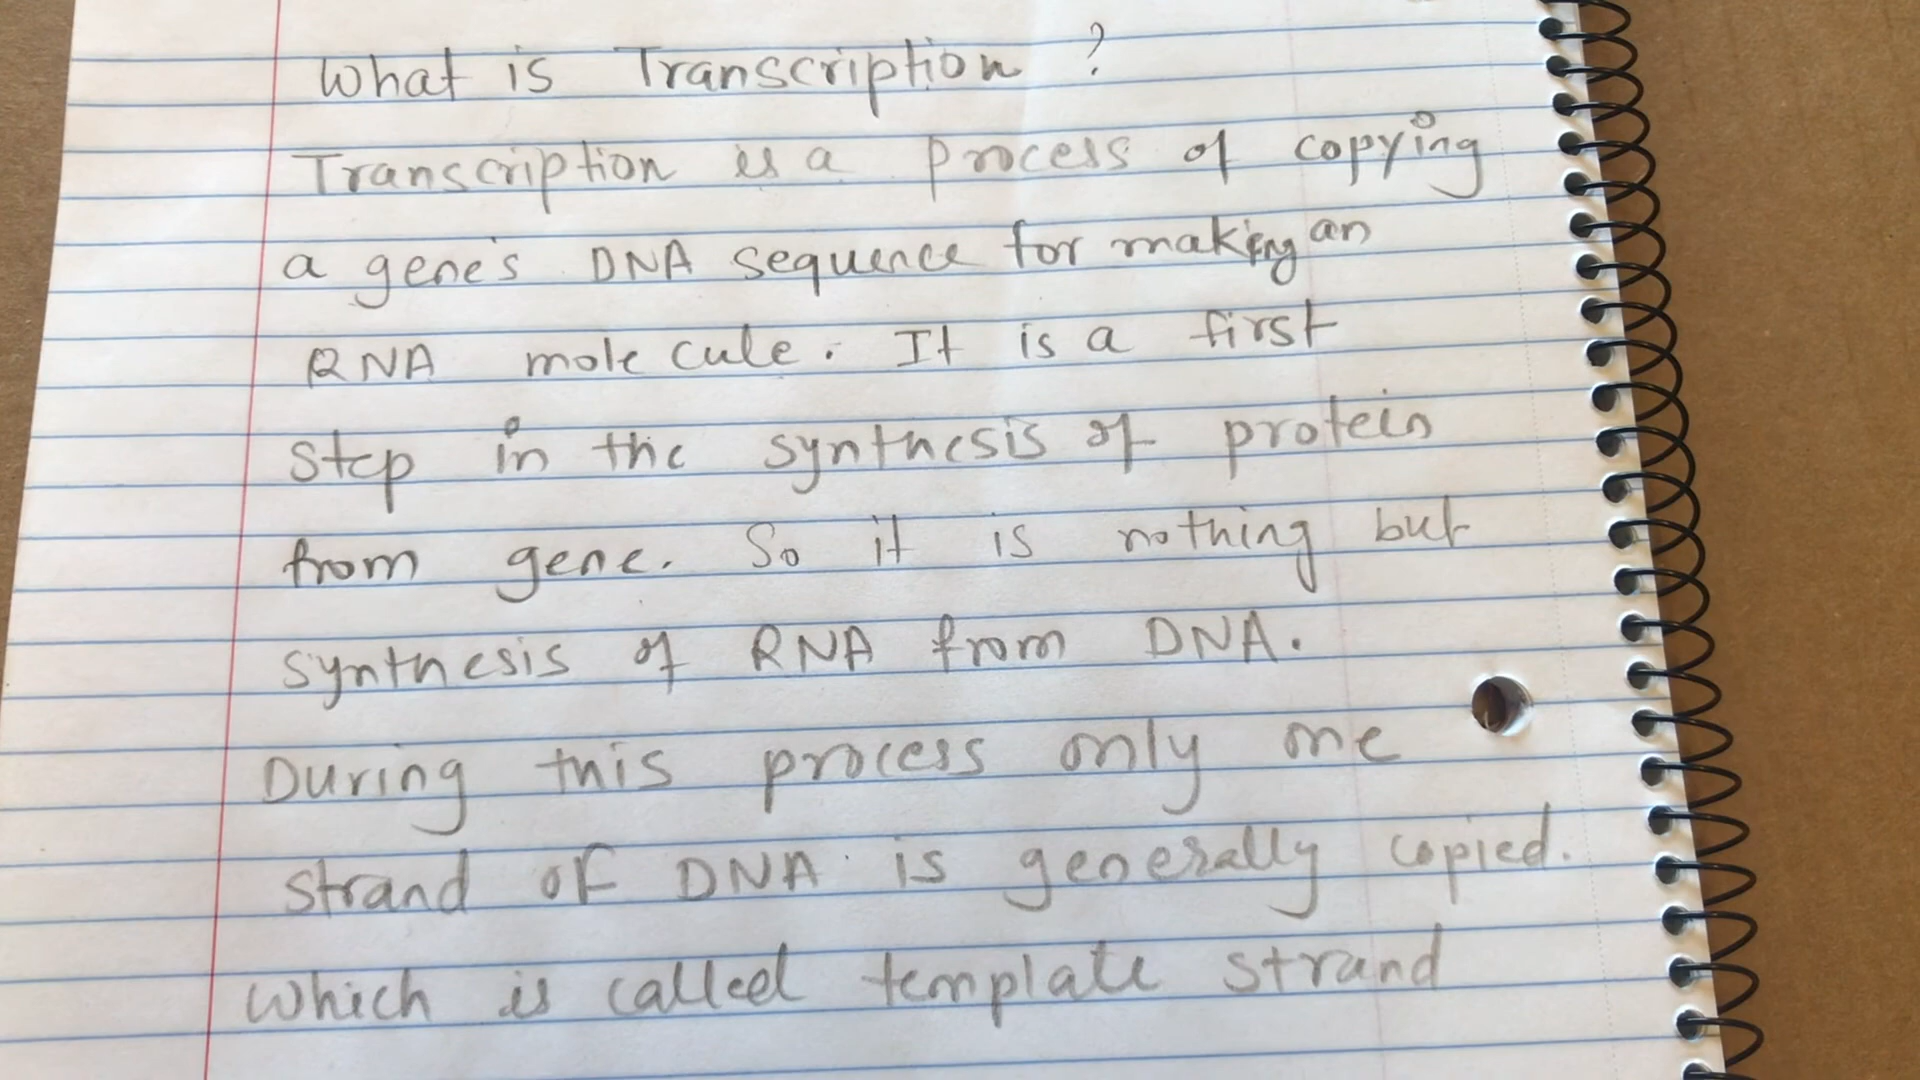 What is Transcription ?
Transcription is a process of copying
a gene's DNA sequence for making an
RNA molecule. It is a first
step in the synthesis of protein
from gene. So it is nothing but
synthesis of RNA from DNA.
During this process only one
strand of DNA is generally copied.
Which is called template strand